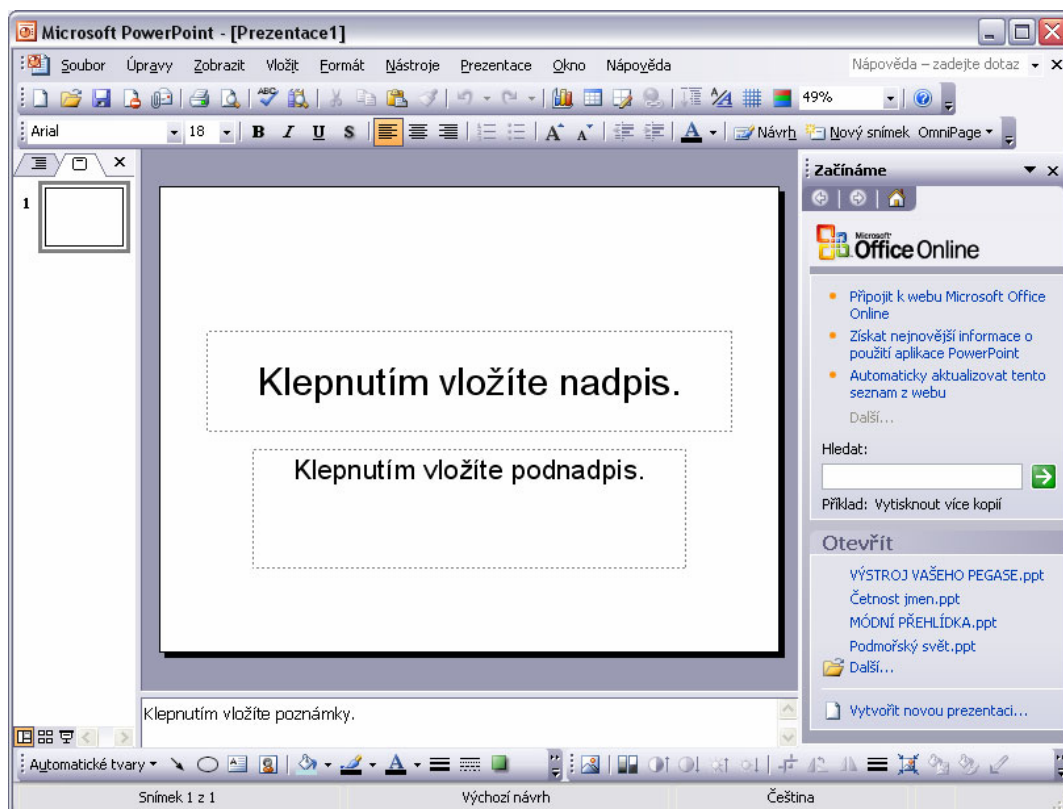 Microsoft PowerPoint - [Prezentace1]
Soubor Úpravy Zobrazit Vložit Formát Nástroje Prezentace Okno Nápověda Nápověda – zadejte dotaz
49%
Arial 18 B I U S A A A Návrh Nový snímek OmniPage
Začínáme
1
Microsoft
Office Online
Připojit k webu Microsoft Office
Online
Získat nejnovější informace o
použití aplikace PowerPoint
Automaticky aktualizovat tento
seznam z webu
Další...
Hledat:
Příklad: Vytisknout více kopií
Klepnutím vložíte nadpis.
Klepnutím vložíte podnadpis.
Otevřít
VÝSTROJ VAŠEHO PEGASE.ppt
Četnost jmen.ppt
MÓDNÍ PŘEHLÍDKA.ppt
Podmořský svět.ppt
Další...
Vytvořit novou prezentaci...
Klepnutím vložíte poznámky.
Automatické tvary
Snímek 1 z 1 Výchozí návrh Čeština